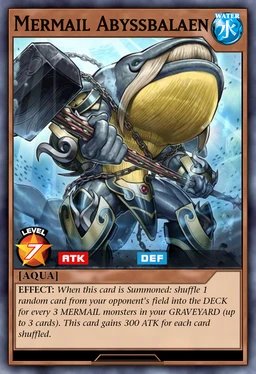 MERMAIL ABYSSBALAEN
WATER
水
LEVEL
7
ATK
DEF
[AQUA]
EFFECT: When this card is Summoned: shuffle 1
random card from your opponent's field into the DECK
for every 3 MERMAIL monsters in your GRAVEYARD (up
to 3 cards). This card gains 300 ATK for each card
shuffled.